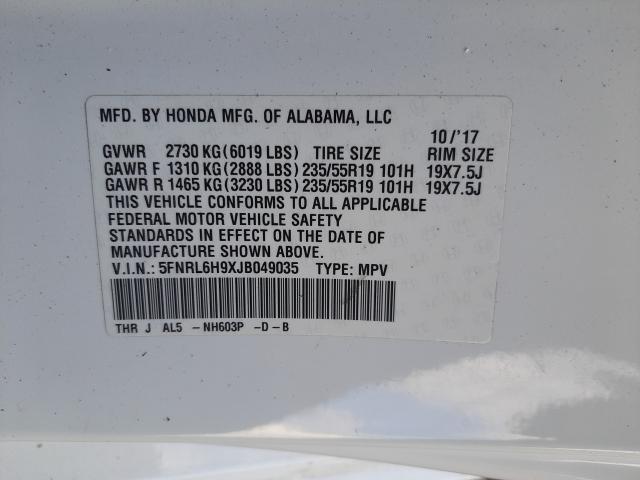 MFD. BY HONDA MFG. OF ALABAMA, LLC
10/'17
GVWR 2730 KG(6019 LBS) TIRE SIZE RIM SIZE
GAWR F 1310 KG(2888 LBS) 235/55R19 101H 19X7.5J
GAWR R 1465 KG(3230 LBS) 235/55R19 101H 19X7.5J
THIS VEHICLE CONFORMS TO ALL APPLICABLE
FEDERAL MOTOR VEHICLE SAFETY
STANDARDS IN EFFECT ON THE DATE OF
MANUFACTURE SHOWN ABOVE.
V.I.N.: 5FNRL6H9XJB049035 TYPE: MPV
THR J AL5 -NH603P -D-B